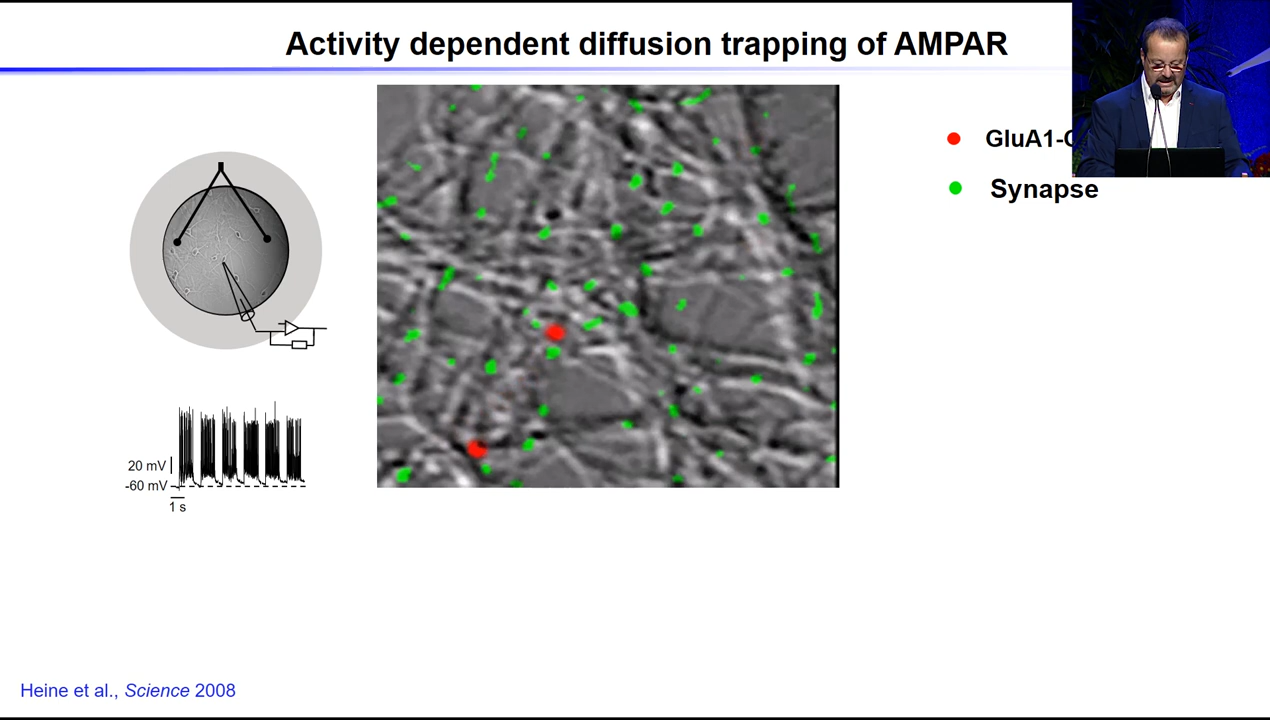 Activity dependent diffusion trapping of AMPAR
GluA1-
Synapse
20 mV
-60 mV
1 s
Heine et al., Science 2008